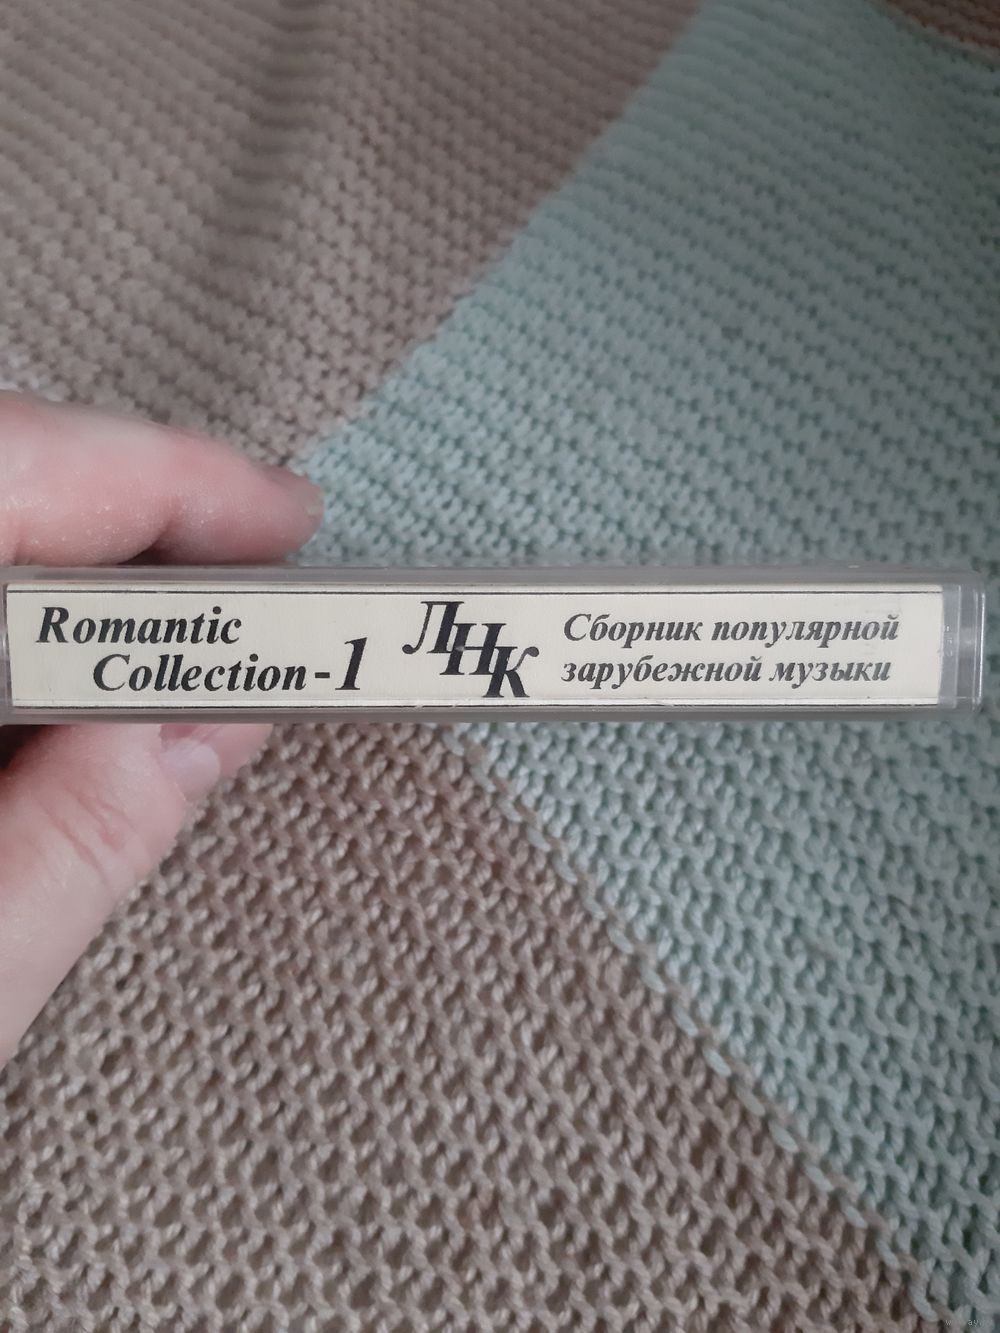 Romantic
Collection-1
ЛНК
Сборник популярной
зарубежной музыки